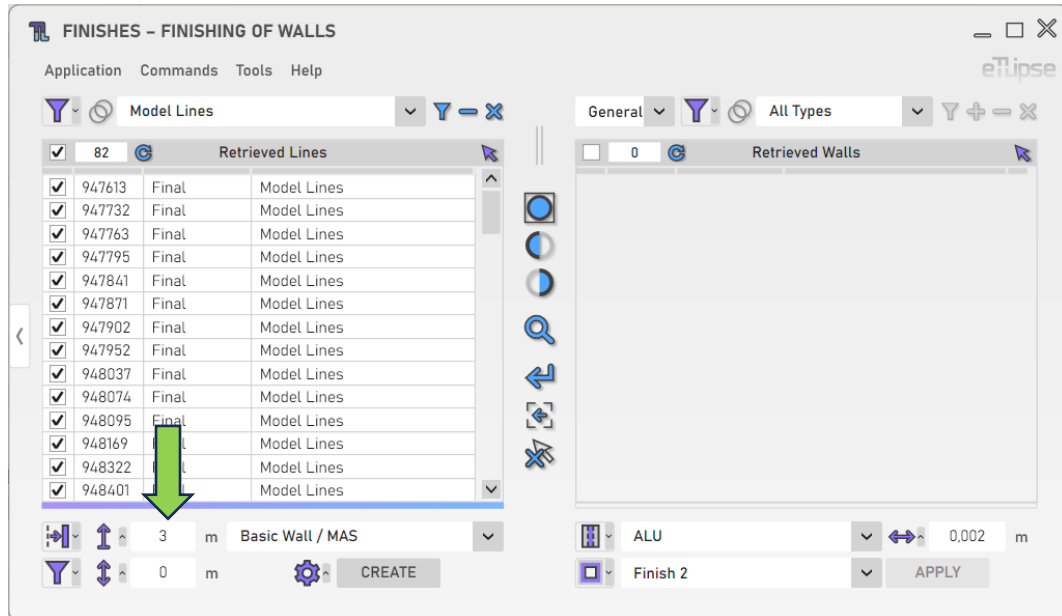 FINISHES – FINISHING OF WALLS
Application Commands Tools Help
eTLipse
Model Lines
General All Types
82 Retrieved Lines
0 Retrieved Walls
947613 Final Model Lines
947732 Final Model Lines
947763 Final Model Lines
947795 Final Model Lines
947841 Final Model Lines
947871 Final Model Lines
947902 Final Model Lines
947952 Final Model Lines
948037 Final Model Lines
948074 Final Model Lines
948095 Final Model Lines
948169 Model Lines
948322 Model Lines
948401 Model Lines
3 m Basic Wall / MAS
ALU 0,002 m
0 m CREATE
Finish 2 APPLY